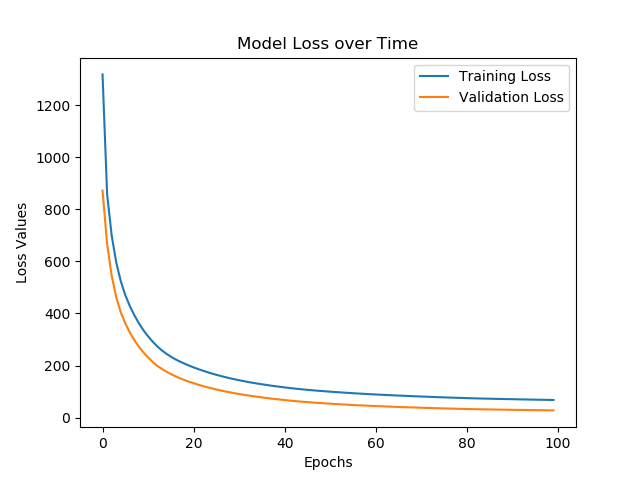 Model Loss over Time
Training Loss
Validation Loss
1200
1000
800
600
400
200
0
Loss Values
0 20 40 60 80 100
Epochs